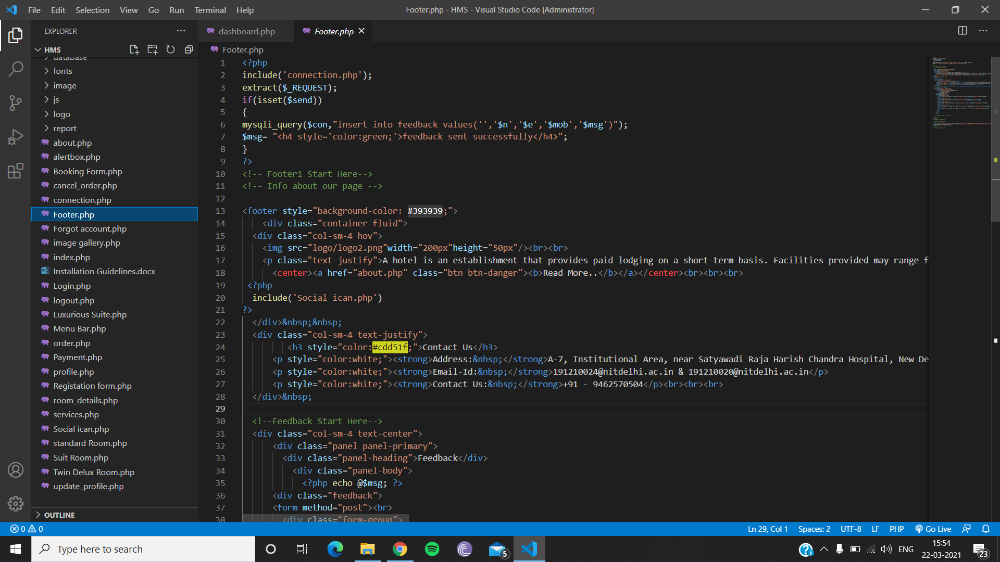 File Edit Selection View Go Run Terminal Help
Footer.php - HMS - Visual Studio Code [Administrator]
EXPLORER
dashboard.php
Footer.php
HMS
Footer.php
database
fonts
image
js
logo
report
about.php
alertbox.php
Booking Form.php
cancel_order.php
connection.php
Footer.php
Forgot account.php
image gallery.php
index.php
Installation Guidelines.docx
Login.php
logout.php
Luxurious Suite.php
Menu Bar.php
order.php
Payment.php
profile.php
Registation form.php
room_details.php
services.php
Social ican.php
standard Room.php
Suit Room.php
Twin Delux Room.php
update_profile.php
OUTLINE
1 <?php
2 include('connection.php');
3 extract($_REQUEST);
4 if(isset($send))
5 {
6 mysqli_query($con,"insert into feedback values('','$n','$e','$mob','$msg')");
7 $msg= "<h4 style='color:green;'>feedback sent successfully</h4>";
8 }
9 ?>
10 <!-- Footer1 Start Here-->
11 <!-- Info about our page -->
12
13 <footer style="background-color: #393939;">
14 <div class="container-fluid">
15 <div class="col-sm-4 hov">
16 <img src="logo/logo2.png"width="200px"height="50px"/><br><br>
17 <p class="text-justify">A hotel is an establishment that provides paid lodging on a short-term basis. Facilities provided may range f
18 <center><a href="about.php" class="btn btn-danger"><b>Read More..</b></a></center><br><br><br>
19 <?php
20 include('Social ican.php')
21 ?>
22 </div>&nbsp;&nbsp;
23 <div class="col-sm-4 text-justify">
24 <h3 style="color:#cdd51f;">Contact Us</h3>
25 <p style="color:white;"><strong>Address:&nbsp;</strong>A-7, Institutional Area, near Satyawadi Raja Harish Chandra Hospital, New De
26 <p style="color:white;"><strong>Email-Id:&nbsp;</strong>191210024@nitdelhi.ac.in & 191210020@nitdelhi.ac.in</p>
27 <p style="color:white;"><strong>Contact Us:&nbsp;</strong>+91 - 9462570504</p><br><br><br>
28 </div>&nbsp;
29
30 <!--Feedback Start Here-->
31 <div class="col-sm-4 text-center">
32 <div class="panel panel-primary">
33 <div class="panel-heading">Feedback</div>
34 <div class="panel-body">
35 <?php echo @$msg; ?>
36 <div class="feedback">
37 <form method="post"><br>
38 <div class="form-group">
0 0
Ln 29, Col 1 Spaces: 2 UTF-8 LF PHP Go Live
Type here to search
5
ENG
15:54
22-03-2021
23